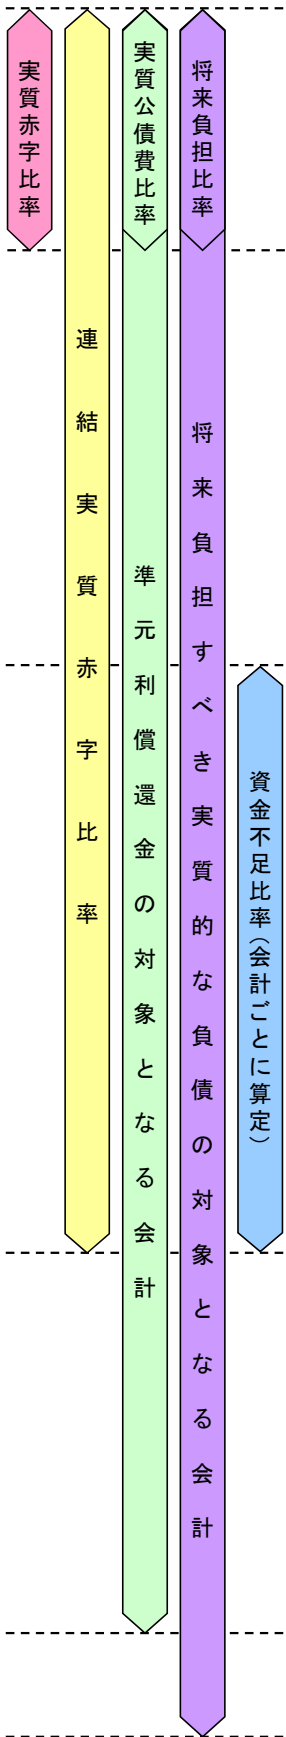 実質赤字比率
連結実質赤字比率
実質公債費比率
準元利償還金の対象となる会計
将来負担比率
将来負担すべき実質的な負債の対象となる会計
資金不足比率(会計ごとに算定)